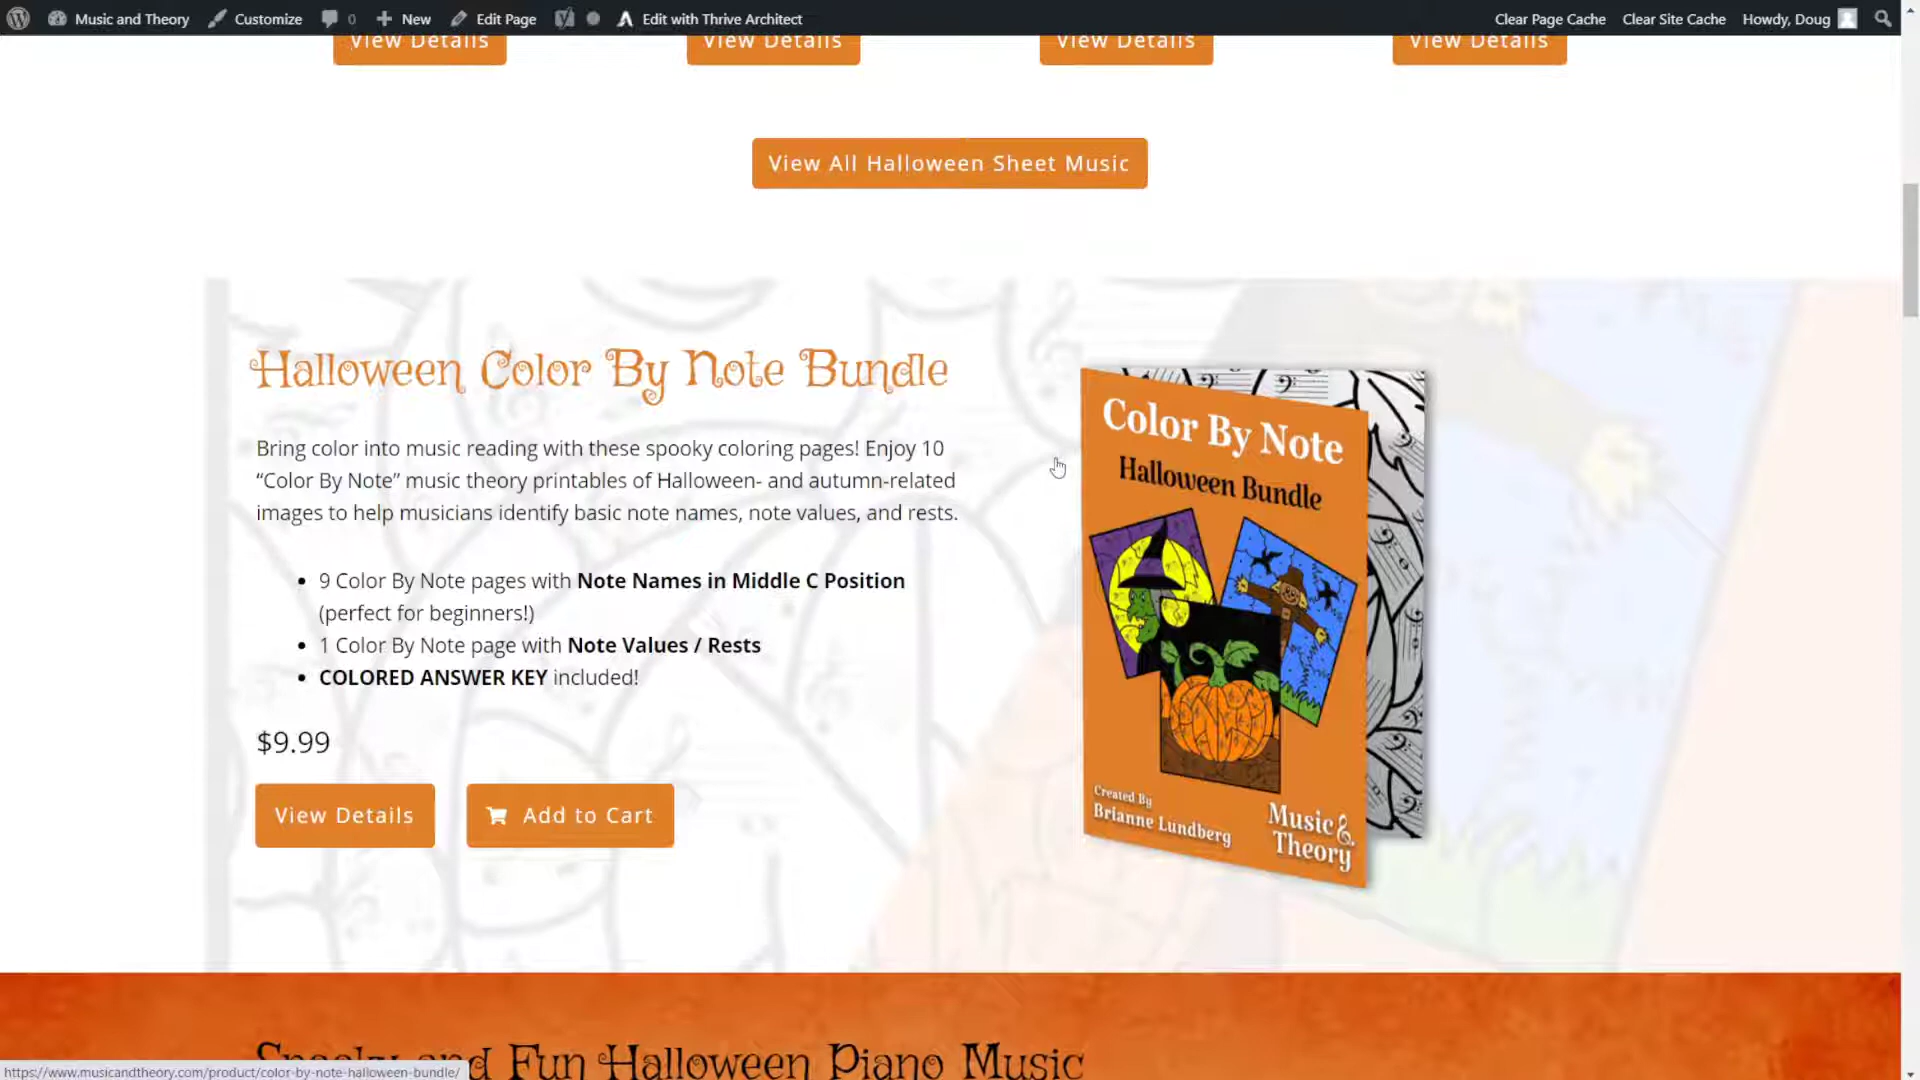 Music and Theory Customize 0 New Edit Page Edit with Thrive Architect Clear Page Cache Clear Site Cache Howdy, Doug
View Details View Details View Details View Details
View All Halloween Sheet Music
Halloween Color By Note Bundle
Bring color into music reading with these spooky coloring pages! Enjoy 10
“Color By Note” music theory printables of Halloween- and autumn-related
images to help musicians identify basic note names, note values, and rests.
• 9 Color By Note pages with Note Names in Middle C Position
(perfect for beginners!)
• 1 Color By Note page with Note Values / Rests
• COLORED ANSWER KEY included!
$9.99
View Details Add to Cart
Color By Note
Halloween Bundle
Created By
Brianne Lundberg
Music &
Theory
Spooky and Fun Halloween Piano Music
https://www.musicandtheory.com/product/color-by-note-halloween-bundle/